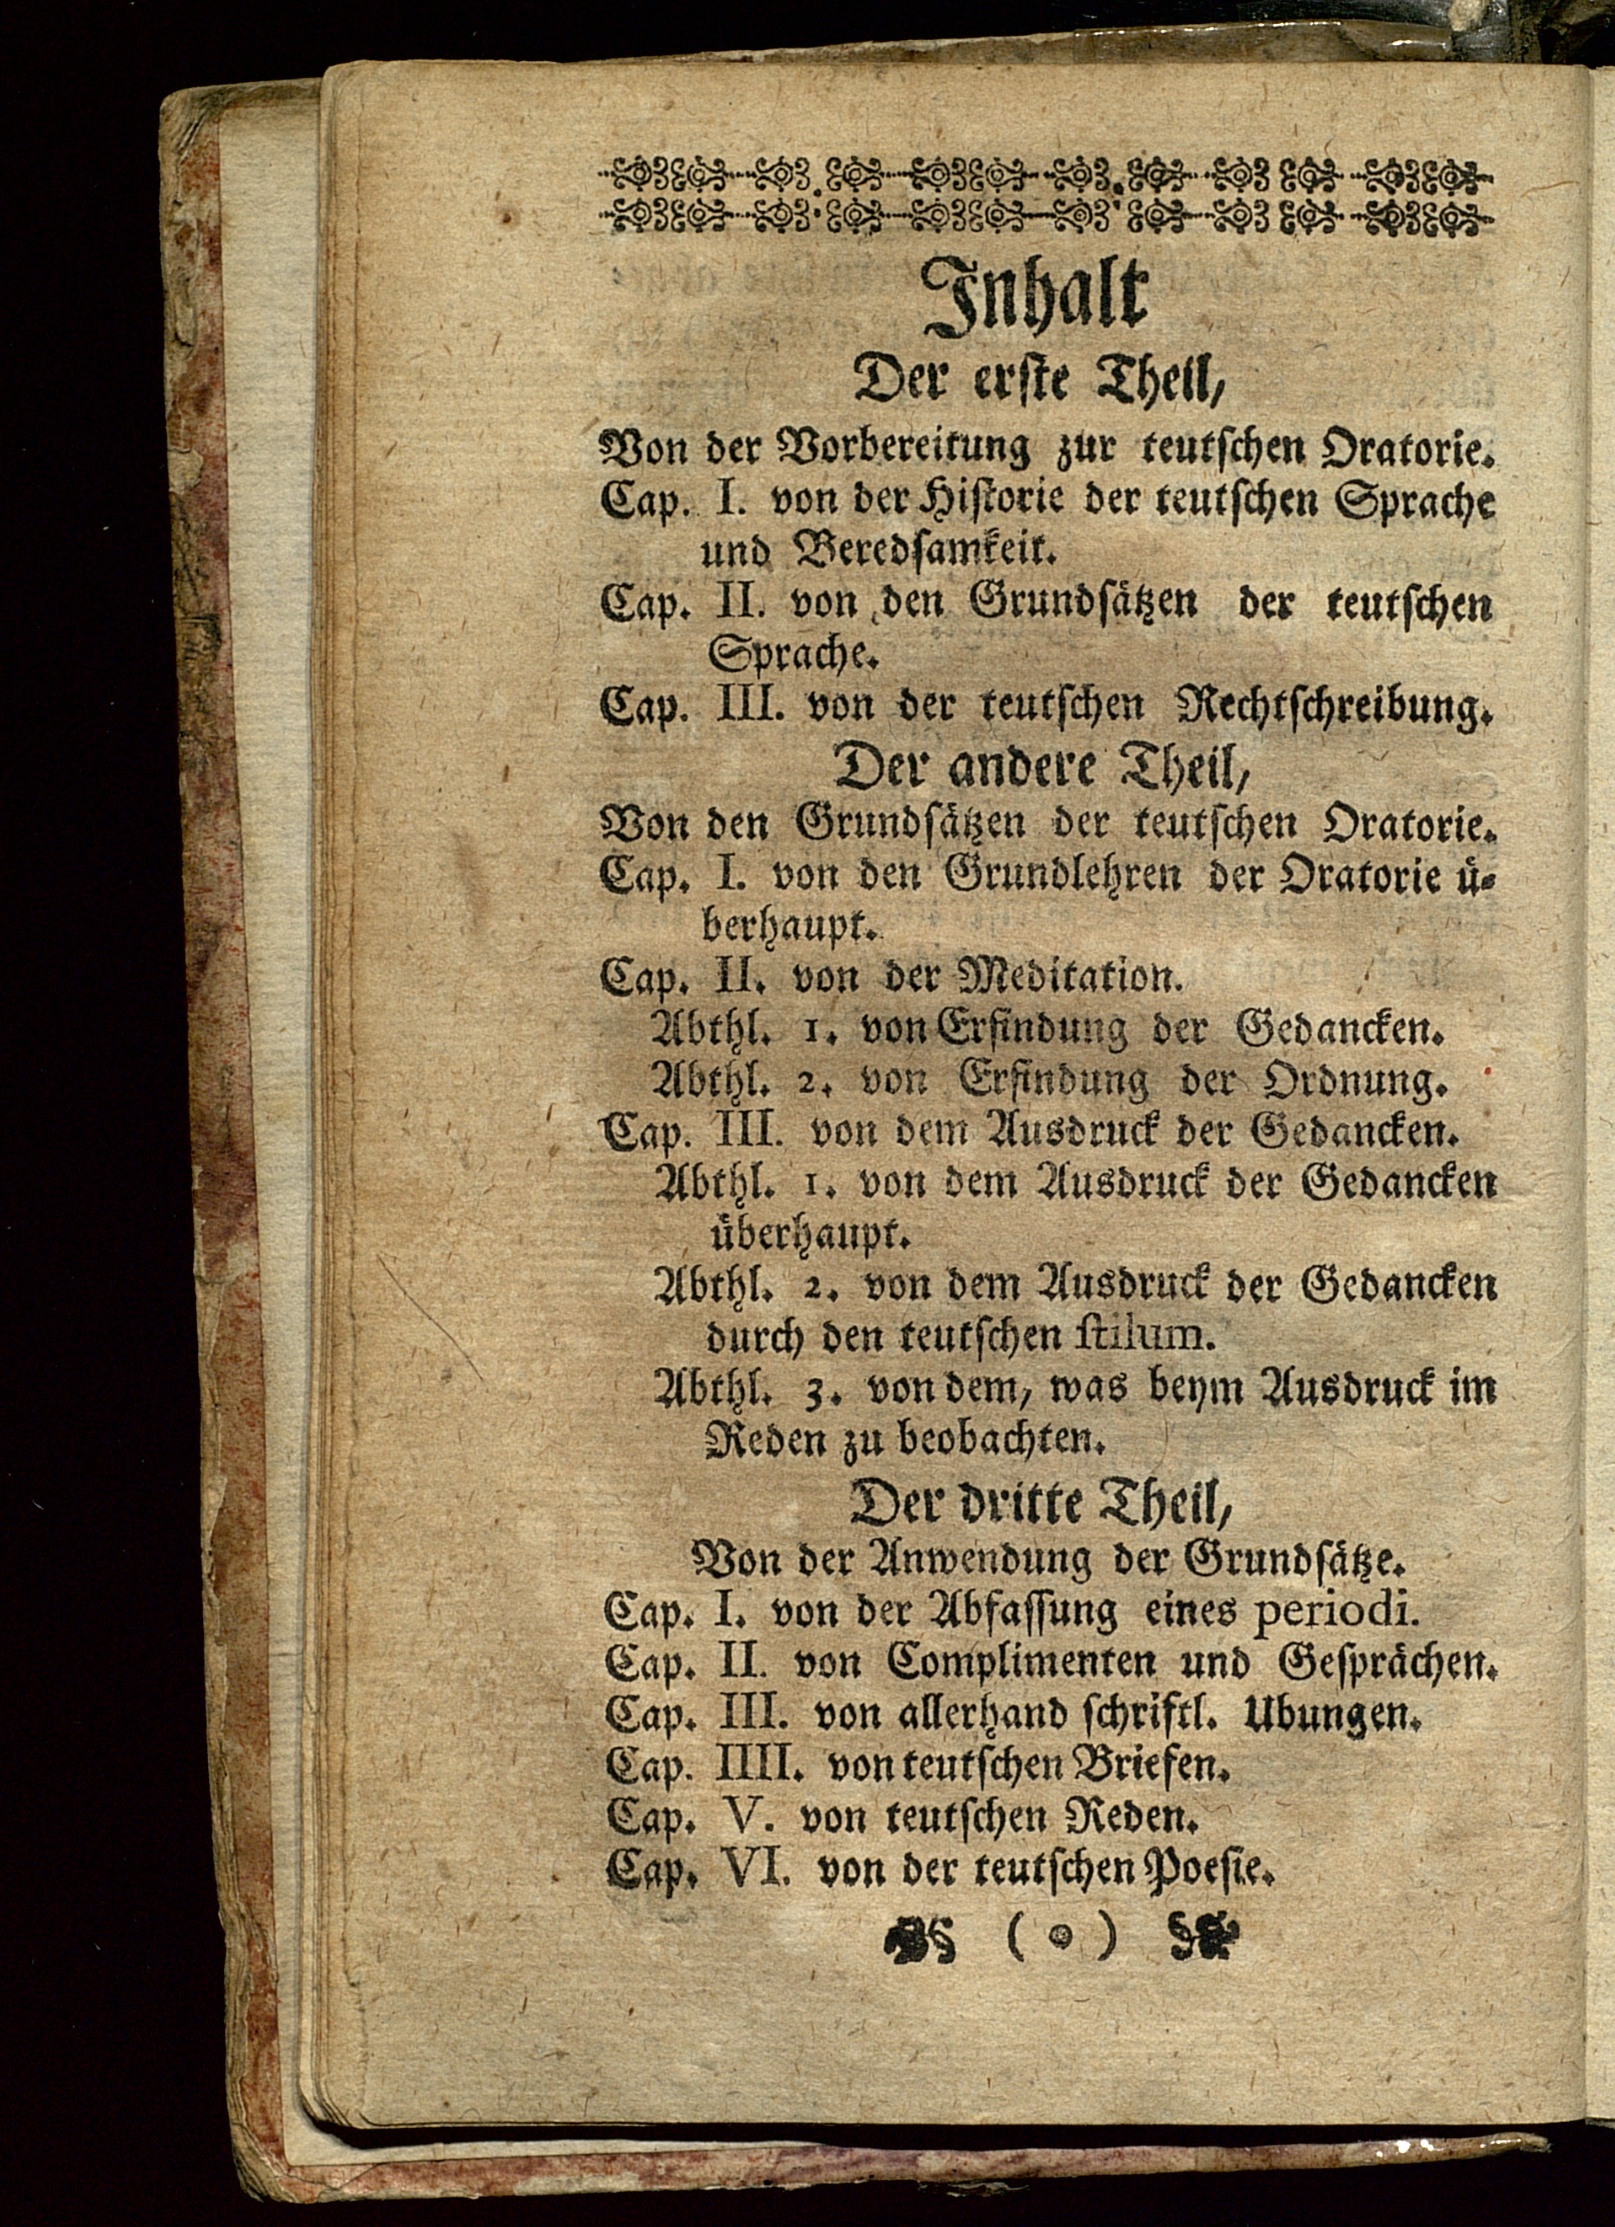 Inhalt
Der erste Theil,
Von der Vorbereitung zur teutschen Oratorie.
Cap. I. von der Historie der teutschen Sprache
und Beredsamkeit.
Cap. II. von den Grundsätzen der teutschen
Sprache.
Cap. III. von der teutschen Rechtschreibung.
Der andere Theil,
Von den Grundsätzen der teutschen Oratorie.
Cap. I. von den Grundlehren der Oratorie ü-
berhaupt.
Cap. II. von der Meditation.
Abthl. 1. von Erfindung der Gedancken.
Abthl. 2. von Erfindung der Ordnung.
Cap. III. von dem Ausdruck der Gedancken.
Abthl. 1. von dem Ausdruck der Gedancken
überhaupt.
Abthl. 2. von dem Ausdruck der Gedancken
durch den teutschen stilum.
Abthl. 3. von dem, was beym Ausdruck im
Reden zu beobachten.
Der dritte Theil,
Von der Anwendung der Grundsätze.
Cap. I. von der Abfassung eines periodi.
Cap. II. von Complimenten und Gesprächen.
Cap. III. von allerhand schriftl. Ubungen.
Cap. IIII. von teutschen Briefen.
Cap. V. von teutschen Reden.
Cap. VI. von der teutschen Poesie.